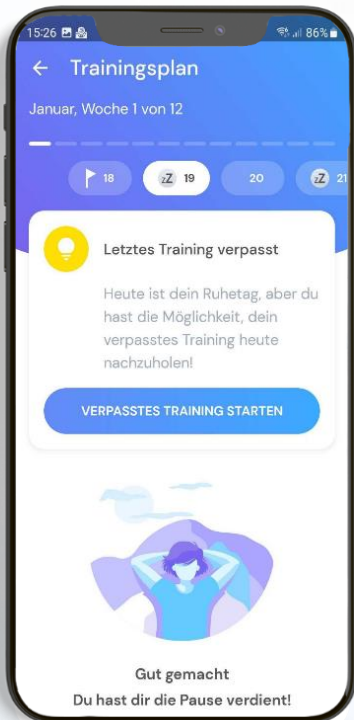 15:26 86%
Trainingsplan
Januar, Woche 1 von 12
18 zZ 19 20 zZ 21
Letztes Training verpasst
Heute ist dein Ruhetag, aber du
hast die Möglichkeit, dein
verpasstes Training heute
nachzuholen!
VERPASSTES TRAINING STARTEN
Gut gemacht
Du hast dir die Pause verdient!